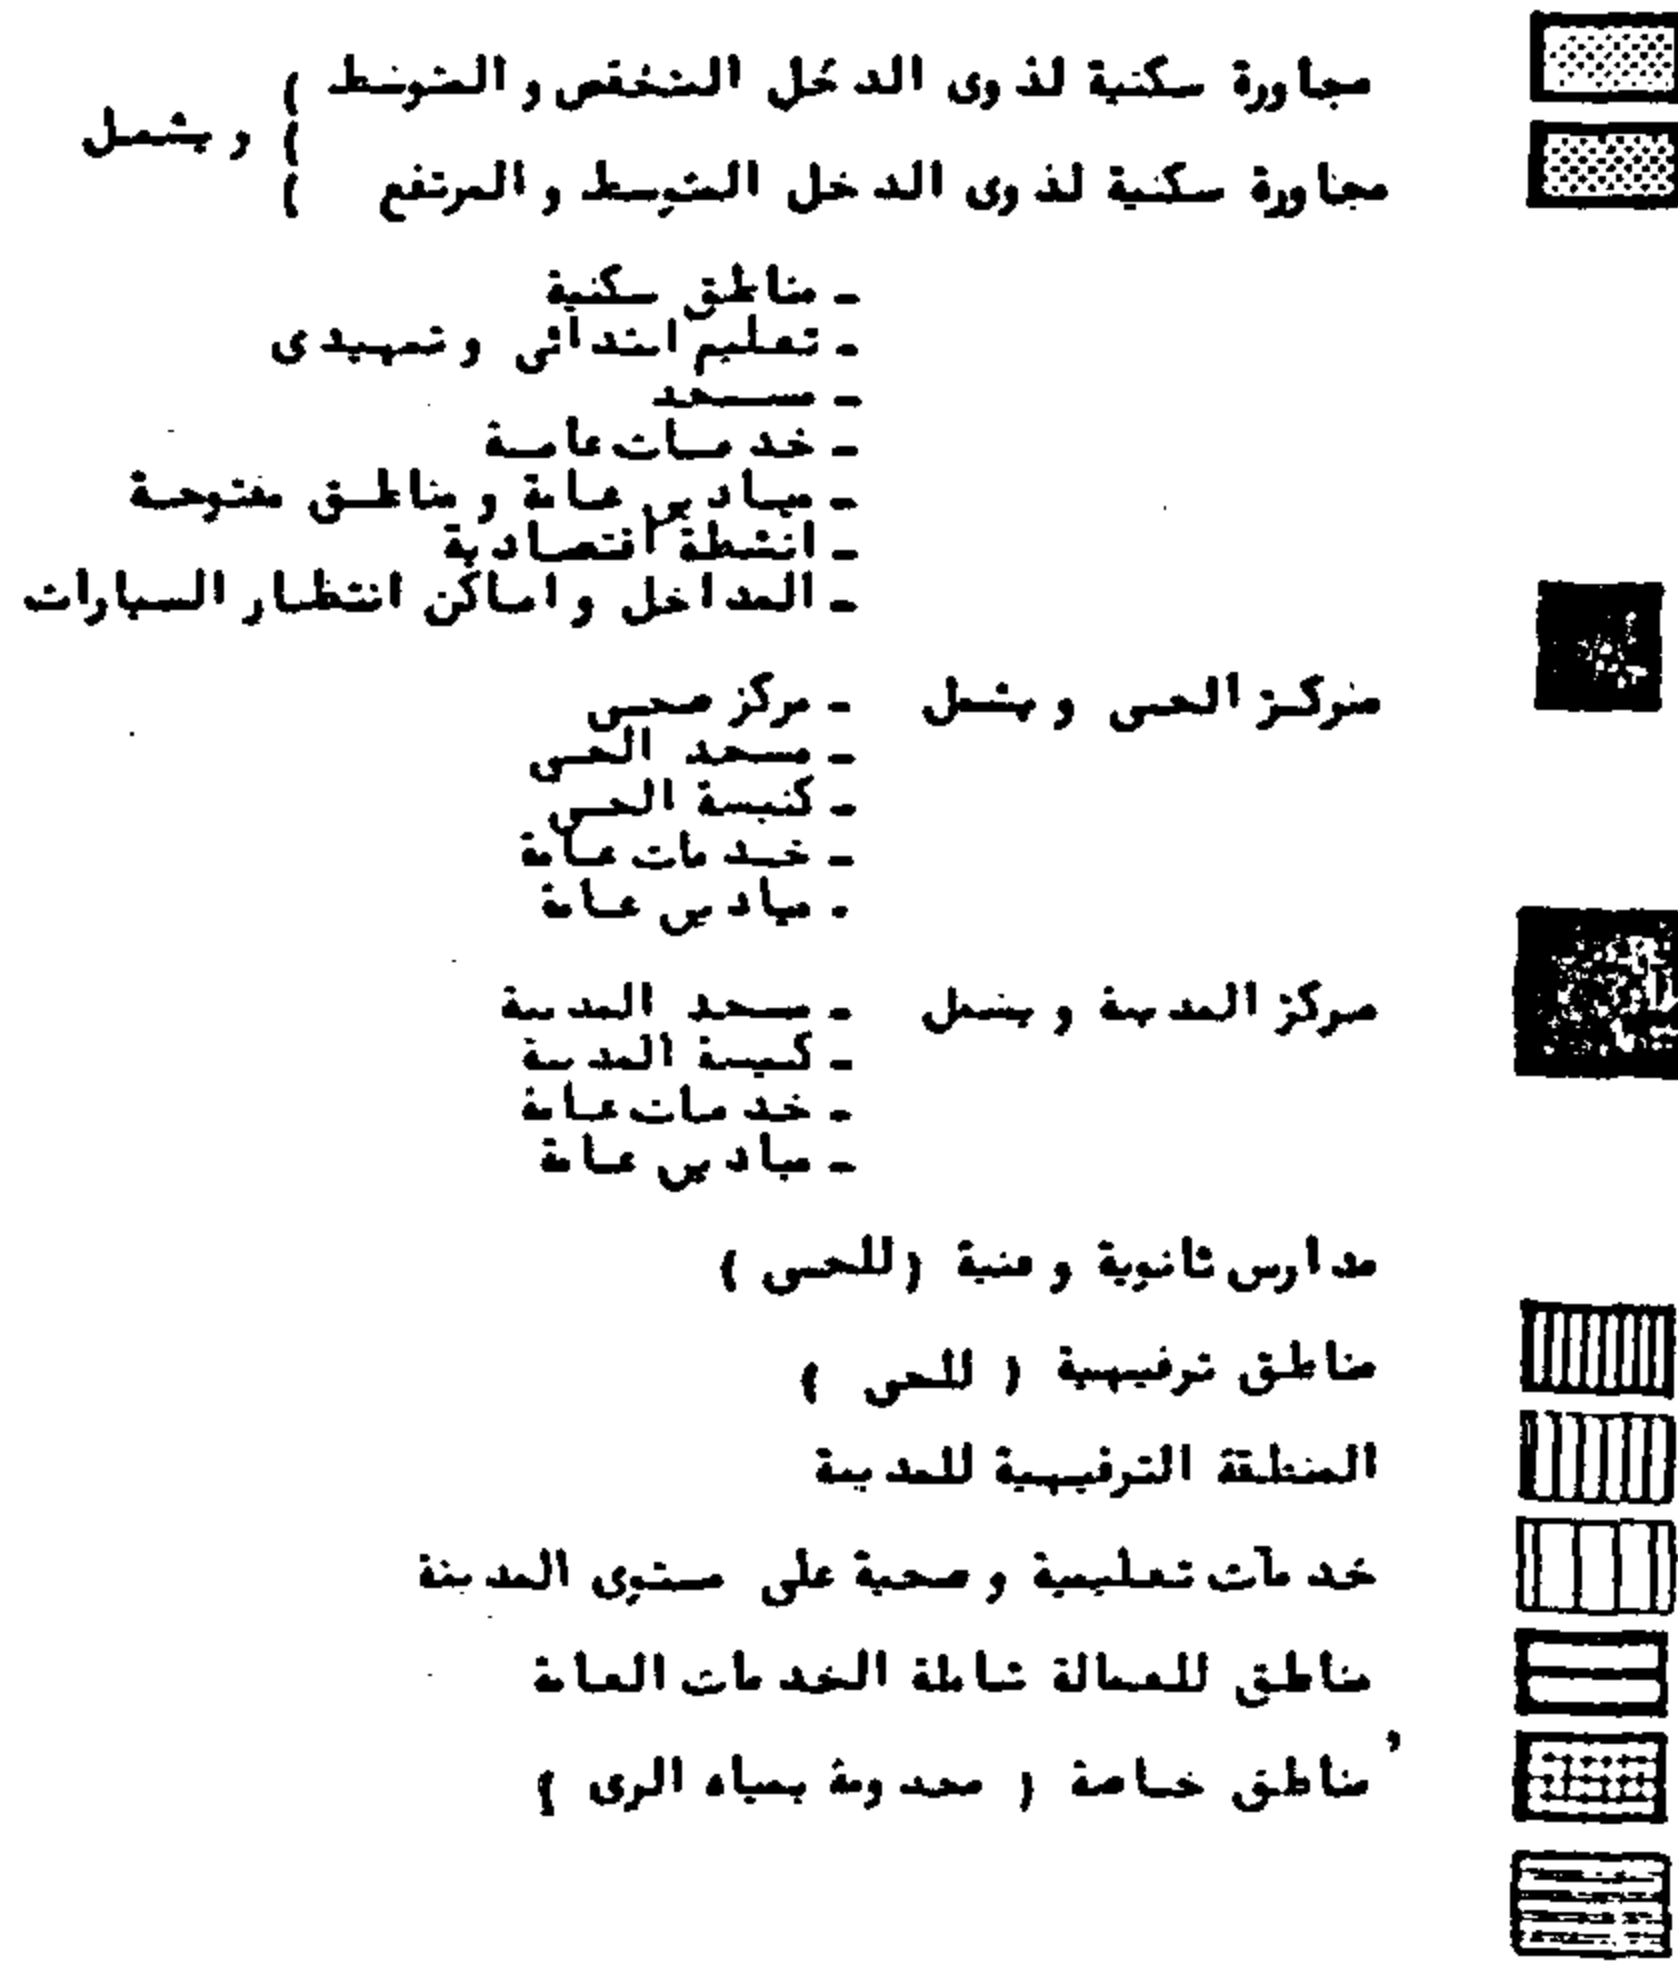 مجاورة سكنية لذوى الدخل المنخفض والمتوسط )
) ويشمل
مجاورة سكنية لذوى الدخل المتوسط والمرتفع )
- مناطق سكنية
- تعليم ابتدائى وتمهيدى
- مسجد
- خدمات عامة
- ميادين عامة ومناطق مفتوحة
- انشطة اقتصادية
- المداخل واماكن انتظار السيارات
مركز الحى ويشمل - مركز صحى
- مسجد الحى
- كنيسة الحى
- خدمات عامة
- ميادين عامة
مركز المدينة ويشمل - مسجد المدينة
- كنيسة المدينة
- خدمات عامة
- ميادين عامة
مدارس ثانوية وفنية (للحى)
مناطق ترفيهية ( للحى )
المنطقة الترفيهية للمدينة
خدمات تعليمية وصحية على مستوى المدينة
مناطق للعمالة شاملة الخدمات العامة
مناطق خاصة ( مخدومة بمياه الرى )